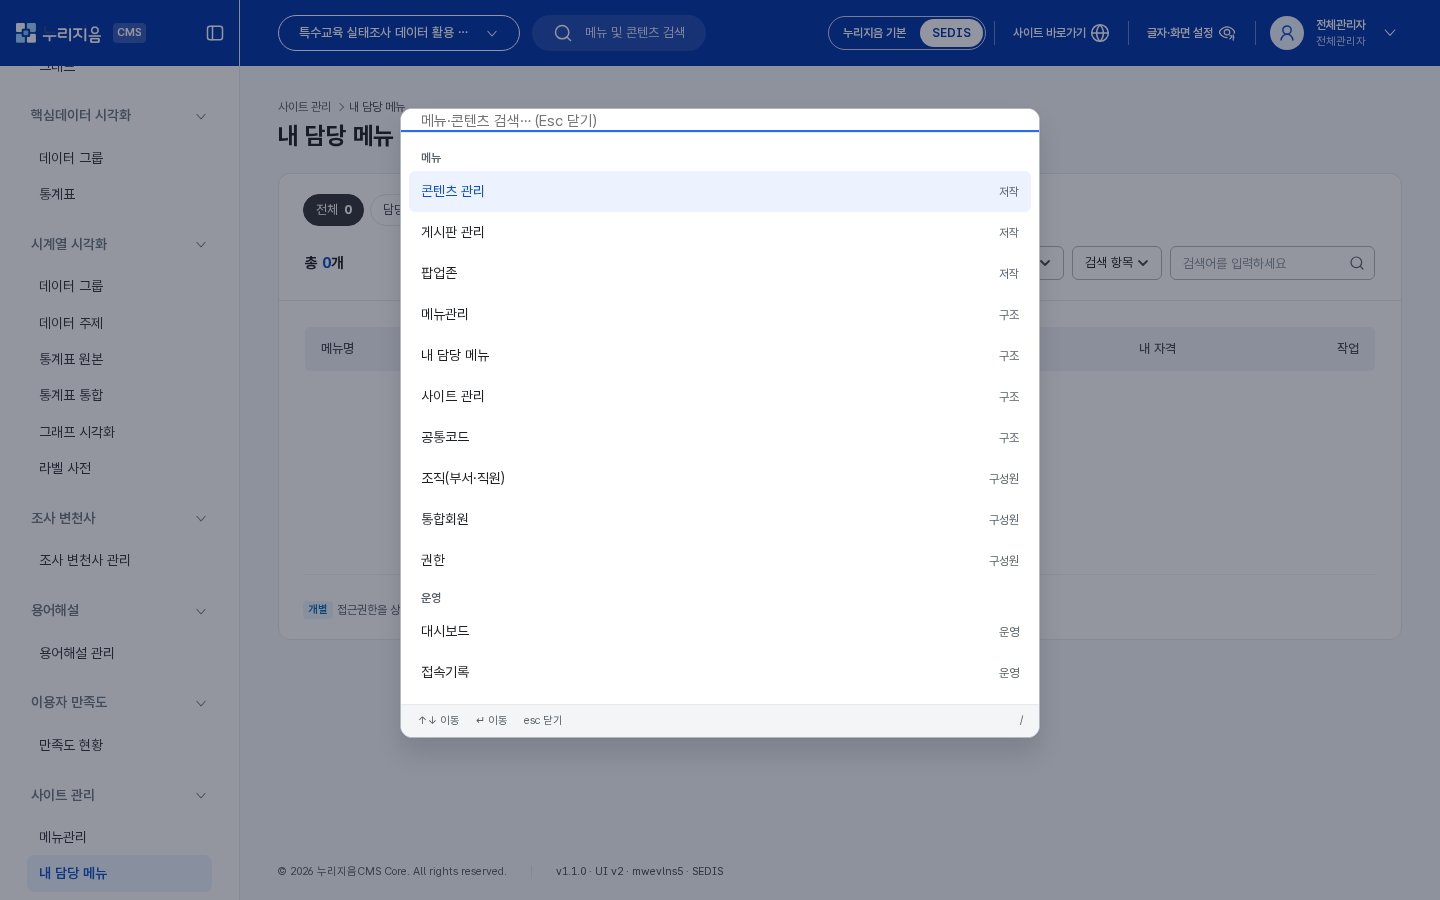 누리지음 CMS
특수교육 실태조사 데이터 활용 ···
메뉴 및 콘텐츠 검색
누리지음 기본
SEDIS
사이트 바로가기
글자·화면 설정
전체관리자
전체관리자
그래프
핵심데이터 시각화
데이터 그룹
통계표
시계열 시각화
데이터 그룹
데이터 주제
통계표 원본
통계표 통합
그래프 시각화
라벨 사전
조사 변천사
조사 변천사 관리
용어해설
용어해설 관리
이용자 만족도
만족도 현황
사이트 관리
메뉴관리
내 담당 메뉴
사이트 관리 > 내 담당 메뉴
내 담당 메뉴
전체 0
총 0개
검색 항목
검색어를 입력하세요
메뉴명
내 자격
작업
개별 접근권한을
메뉴·콘텐츠 검색… (Esc 닫기)
메뉴
콘텐츠 관리 저작
게시판 관리 저작
팝업존 저작
메뉴관리 구조
내 담당 메뉴 구조
사이트 관리 구조
공통코드 구조
조직(부서·직원) 구성원
통합회원 구성원
권한 구성원
운영
대시보드 운영
접속기록 운영
↑↓ 이동 ↵ 이동 esc 닫기 /
© 2026 누리지음CMS Core. All rights reserved.
v1.1.0 · UI v2 · mwevlns5 · SEDIS